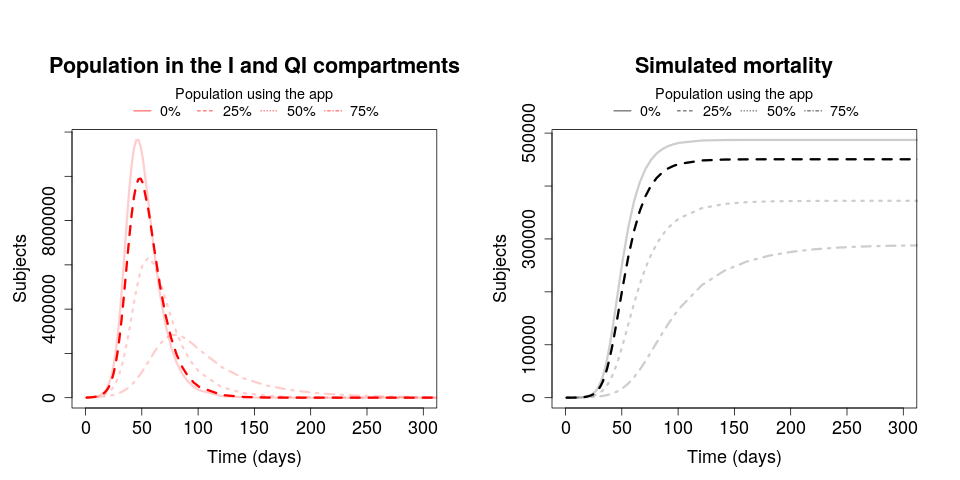 Population in the I and QI compartments
Population using the app
0% 25% 50% 75%
Subjects
0 4000000 8000000
0 50 100 150 200 250 300
Time (days)
Simulated mortality
Population using the app
0% 25% 50% 75%
Subjects
0 100000 300000 500000
0 50 100 150 200 250 300
Time (days)